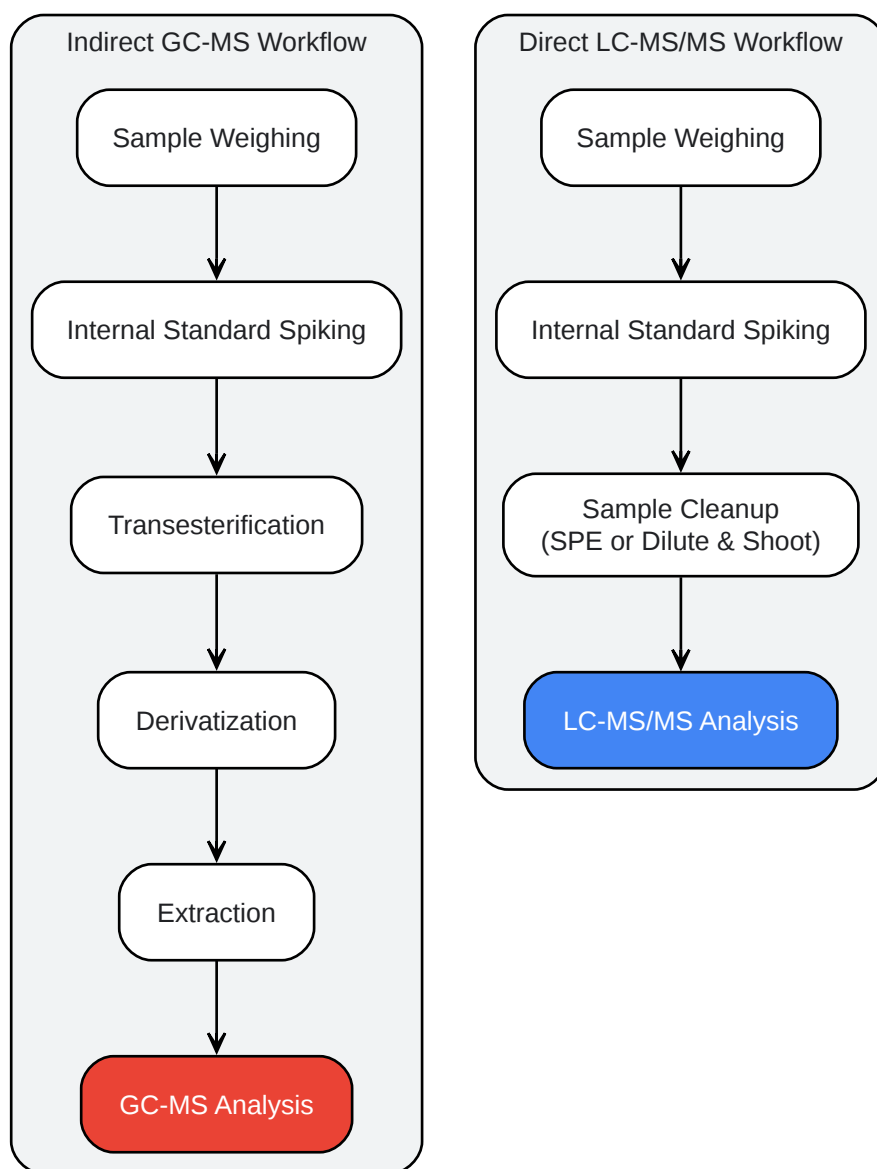 Indirect GC-MS Workflow
Sample Weighing
Internal Standard Spiking
Transesterification
Derivatization
Extraction
GC-MS Analysis
Direct LC-MS/MS Workflow
Sample Weighing
Internal Standard Spiking
Sample Cleanup
(SPE or Dilute & Shoot)
LC-MS/MS Analysis